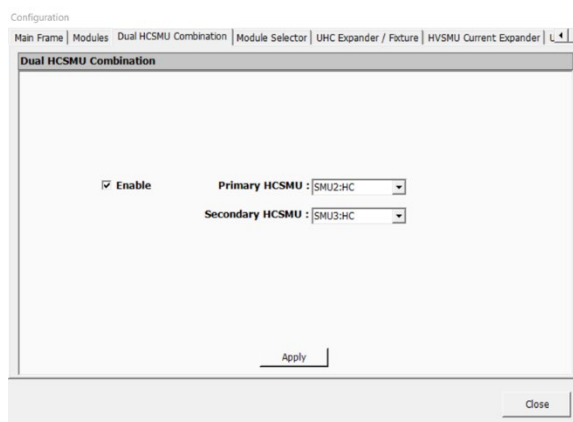 Configuration
Main Frame Modules Dual HCSMU Combination Module Selector UHC Expander / Fixture HVSMU Current Expander
Dual HCSMU Combination
Enable Primary HCSMU : SMU2:HC
Secondary HCSMU : SMU3:HC
Apply
Close